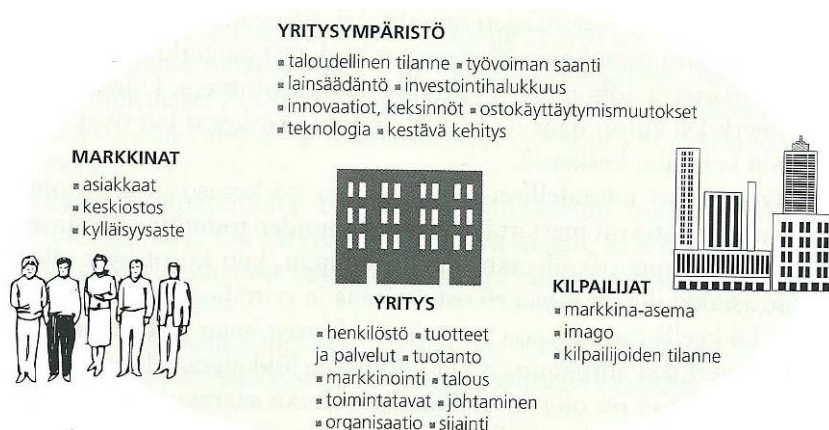 YRITYSYMPÄRISTÖ
▪ taloudellinen tilanne ▪ työvoiman saanti
▪ lainsäädäntö ▪ investointihalukkuus
▪ innovaatiot, keksinnöt ▪ ostokäyttäytymismuutokset
▪ teknologia ▪ kestävä kehitys
MARKKINAT
▪ asiakkaat
▪ keskiostos
▪ kylläisyysaste
YRITYS
▪ henkilöstö ▪ tuotteet
ja palvelut ▪ tuotanto
▪ markkinointi ▪ talous
▪ toimintatavat ▪ johtaminen
▪ organisaatio ▪ sijainti
KILPAILIJAT
▪ markkina-asema
▪ imago
▪ kilpailijoiden tilanne